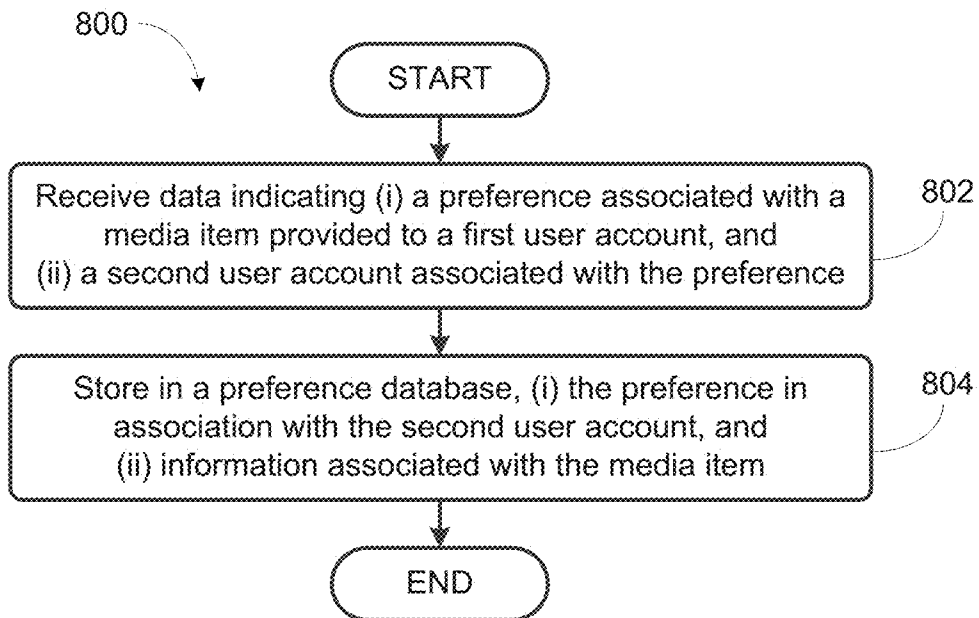 800
START
Receive data indicating (i) a preference associated with a
media item provided to a first user account, and
(ii) a second user account associated with the preference
802
Store in a preference database, (i) the preference in
association with the second user account, and
(ii) information associated with the media item
804
END